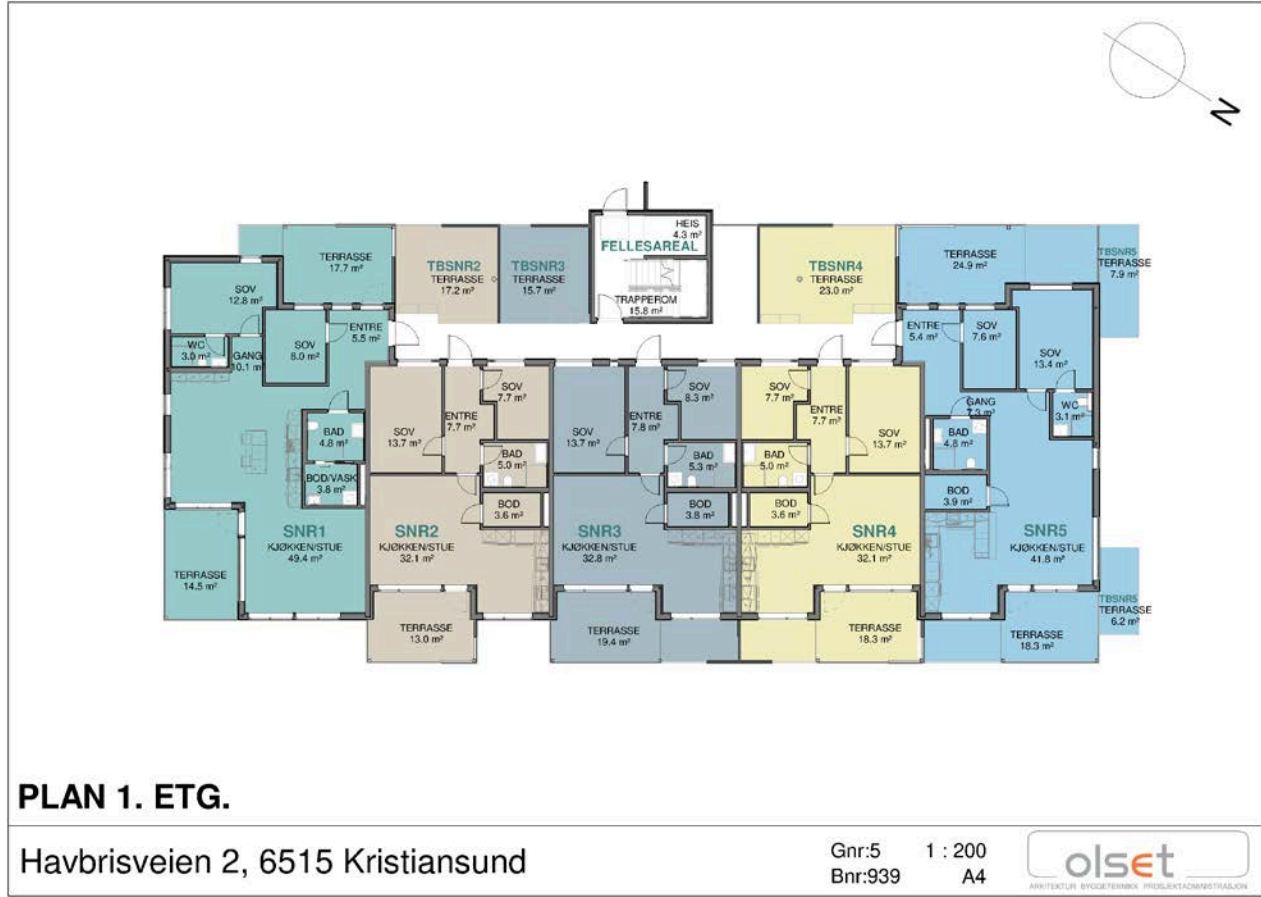 N
HEIS
4.3 m²
FELLESAREAL
TRAPPEROM
15.8 m²
TERRASSE
17.7 m²
TBSNR2
TERRASSE
17.2 m²
TBSNR3
TERRASSE
15.7 m²
TBSNR4
TERRASSE
23.0 m²
TERRASSE
24.9 m²
TBSNR5
TERRASSE
7.9 m²
SOV
12.8 m²
WC
3.0 m²
GANG
10.1 m
SOV
8.0 m²
ENTRE
5.5 m²
BAD
4.8 m²
BOD/VASK
3.8 m²
SNR1
KJØKKEN/STUE
49.4 m²
TERRASSE
14.5 m²
SOV
13.7 m²
ENTRE
7.7 m²
SOV
7.7 m²
BAD
5.0 m²
BOD
3.6 m²
SNR2
KJØKKEN/STUE
32.1 m²
TERRASSE
13.0 m²
SOV
13.7 m²
ENTRE
7.8 m²
SOV
8.3 m²
BAD
5.3 m²
BOD
3.8 m²
SNR3
KJØKKEN/STUE
32.8 m²
TERRASSE
19.4 m²
SOV
7.7 m²
ENTRE
7.7 m²
SOV
13.7 m²
BAD
5.0 m²
BOD
3.6 m²
SNR4
KJØKKEN/STUE
32.1 m²
TERRASSE
18.3 m²
ENTRE
5.4 m²
SOV
7.6 m²
SOV
13.4 m²
GANG
7.3 m²
WC
3.1 m²
BAD
4.8 m²
BOD
3.9 m²
SNR5
KJØKKEN/STUE
41.8 m²
TERRASSE
18.3 m²
TBSNR5
TERRASSE
6.2 m²
PLAN 1. ETG.
Havbrisveien 2, 6515 Kristiansund
Gnr:5 1 : 200
Bnr:939 A4
olset
ARKITEKTUR BYGGETEKNIKK PROSJEKTADMINISTRASJON